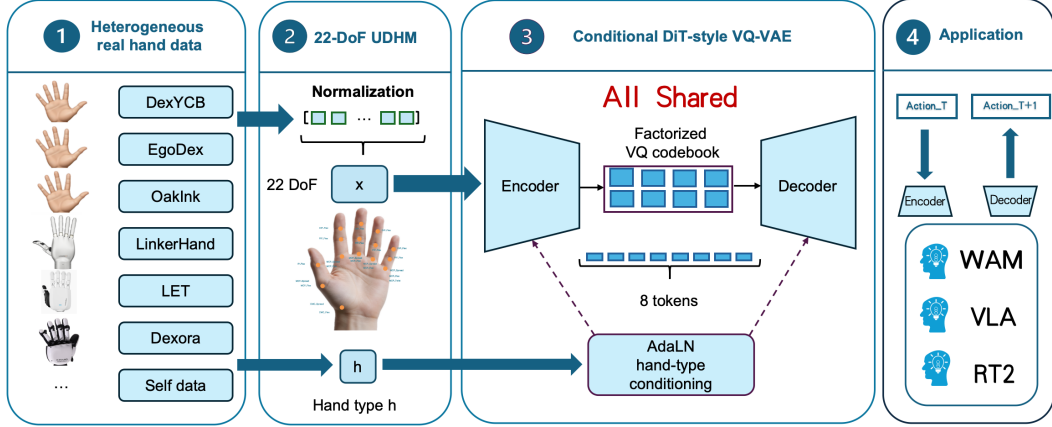 1
Heterogeneous
real hand data
DexYCB
EgoDex
OakInk
LinkerHand
LET
Dexora
...
Self data
2
22-DoF UDHM
Normalization
[ ... ]
22 DoF
x
h
Hand type h
3
Conditional DiT-style VQ-VAE
All Shared
Factorized
VQ codebook
Encoder
Decoder
8 tokens
AdaLN
hand-type
conditioning
4
Application
Action_T
Action_T+1
Encoder
Decoder
WAM
VLA
RT2